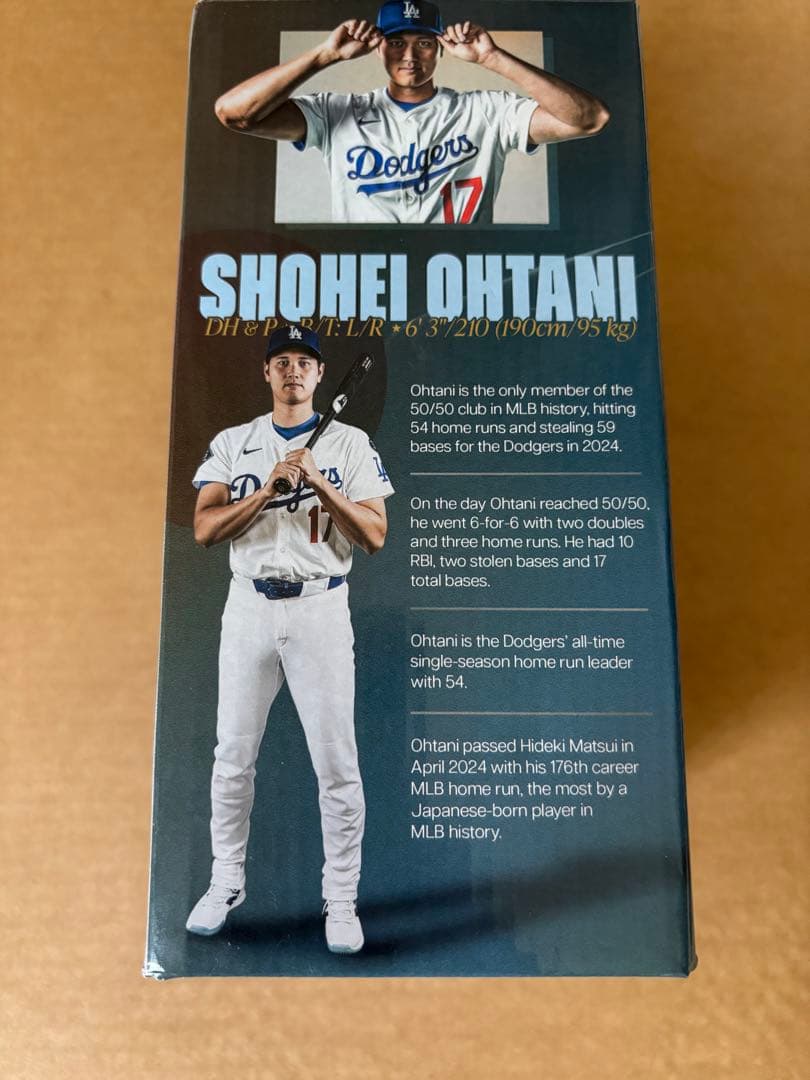 LA
Dodgers
17
SHOHEI OHTANI
DH & P B/T: L/R ★ 6' 3"/210 (190cm/95 kg)
LA
Ohtani is the only member of the
50/50 club in MLB history, hitting
54 home runs and stealing 59
bases for the Dodgers in 2024.
On the day Ohtani reached 50/50,
he went 6-for-6 with two doubles
and three home runs. He had 10
RBI, two stolen bases and 17
total bases.
Ohtani is the Dodgers' all-time
single-season home run leader
with 54.
Ohtani passed Hideki Matsui in
April 2024 with his 176th career
MLB home run, the most by a
Japanese-born player in
MLB history.
LA
17